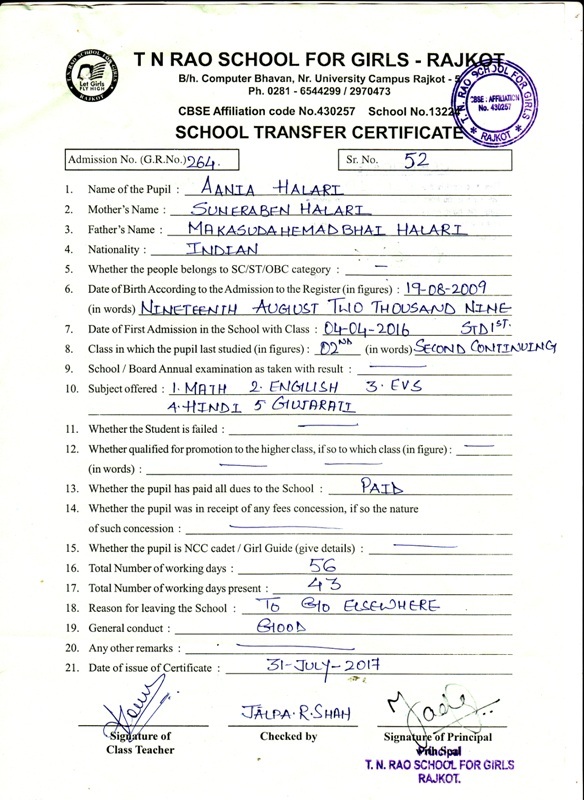 T N RAO SCHOOL FOR GIRLS - RAJKOT
T. N. RAO SCHOOL FOR GIRLS
Let Girls
FLY HIGH
RAJKOT
B/h. Computer Bhavan, Nr. University Campus Rajkot - 5
Ph. 0281 - 6544299 / 2970473
CBSE Affiliation code No.430257 School No.1322
T. N. RAO SCHOOL FOR GIRLS
CBSE : AFFILIATION
No. 430257
* RAJKOT *
SCHOOL TRANSFER CERTIFICATE
Admission No. (G.R.No.) 264.
Sr. No. 52
1. Name of the Pupil : AANIA HALARI
2. Mother's Name : SUNERABEN HALARI
3. Father's Name : MAKASUDAHEMADBHAI HALARI
4. Nationality : INDIAN
5. Whether the people belongs to SC/ST/OBC category : —
6. Date of Birth According to the Admission to the Register (in figures) : 19-08-2009
(in words) NINETEENTH AUGUST TWO THOUSAND NINE
7. Date of First Admission in the School with Class : 04-04-2016 STD 1ST.
8. Class in which the pupil last studied (in figures) : 02ND (in words) SECOND CONTINUING
9. School / Board Annual examination as taken with result : —
10. Subject offered : 1. MATH 2. ENGLISH 3. EVS
4. HINDI 5 GUJARATI
11. Whether the Student is failed : —
12. Whether qualified for promotion to the higher class, if so to which class (in figure) : —
(in words) : — —
13. Whether the pupil has paid all dues to the School : PAID
14. Whether the pupil was in receipt of any fees concession, if so the nature
of such concession : —
15. Whether the pupil is NCC cadet / Girl Guide (give details) : —
16. Total Number of working days : 56
17. Total Number of working days present : 43
18. Reason for leaving the School : TO GO ELSEWHERE
19. General conduct : GOOD
20. Any other remarks : —
21. Date of issue of Certificate : 31-JULY-2017
JALPA.R.SHAH
Signature of
Class Teacher
Checked by
Signature of Principal
Principal
T. N. RAO SCHOOL FOR GIRLS
RAJKOT.